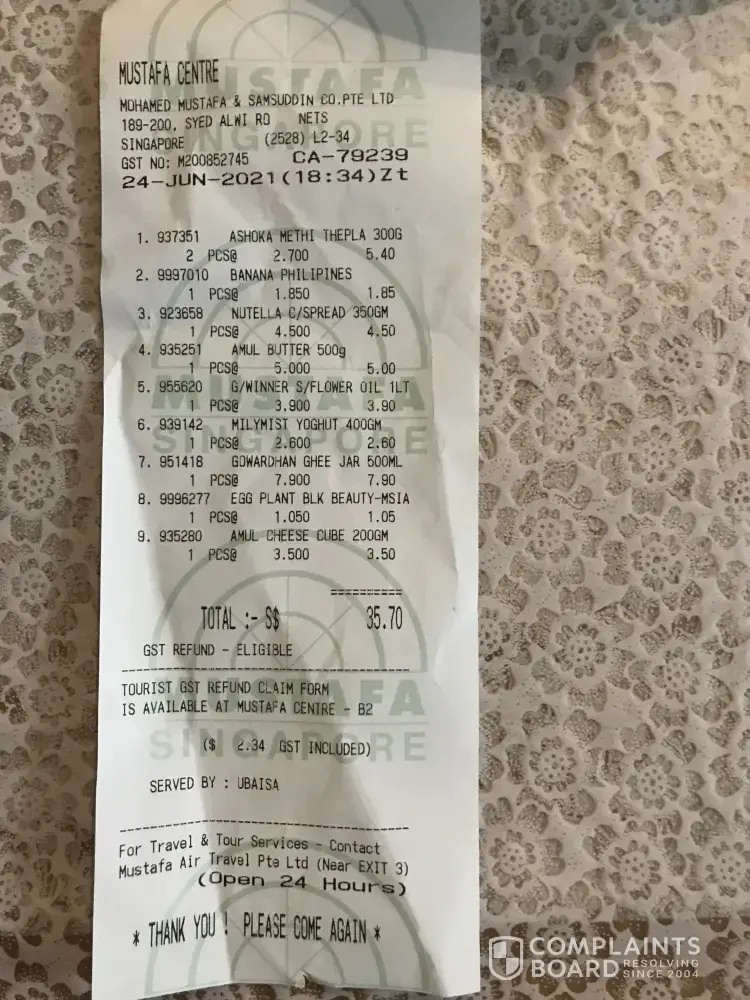 MUSTAFA CENTRE
MOHAMED MUSTAFA & SAMSUDDIN CO.PTE LTD
189-200, SYED ALWI RD NETS
SINGAPORE (2528) L2-34
GST NO: M200852745 CA-79239
24-JUN-2021(18:34)Zt
1. 937351 ASHOKA METHI THEPLA 300G
2 PCS@ 2.700 5.40
2. 9997010 BANANA PHILIPINES
1 PCS@ 1.850 1.85
3. 923658 NUTELLA C/SPREAD 350GM
1 PCS@ 4.500 4.50
4. 935251 AMUL BUTTER 500g
1 PCS@ 5.000 5.00
5. 955620 G/WINNER S/FLOWER OIL 1LT
1 PCS@ 3.900 3.90
6. 939142 MILYMIST YOGHUT 400GM
1 PCS@ 2.600 2.60
7. 951418 GOWARDHAN GHEE JAR 500ML
1 PCS@ 7.900 7.90
8. 9996277 EGG PLANT BLK BEAUTY-MSIA
1 PCS@ 1.050 1.05
9. 935280 AMUL CHEESE CUBE 200GM
1 PCS@ 3.500 3.50
==========
TOTAL :- S$ 35.70
GST REFUND - ELIGIBLE
TOURIST GST REFUND CLAIM FORM
IS AVAILABLE AT MUSTAFA CENTRE - B2
($ 2.34 GST INCLUDED)
SERVED BY : UBAISA
For Travel & Tour Services - Contact
Mustafa Air Travel Pte Ltd (Near EXIT 3)
(Open 24 Hours)
* THANK YOU ! PLEASE COME AGAIN *
MUSTAFA
SINGAPORE
MUSTAFA
SINGAPORE
MUSTAFA
SINGAPORE
COMPLAINTS
BOARD RESOLVING SINCE 2004